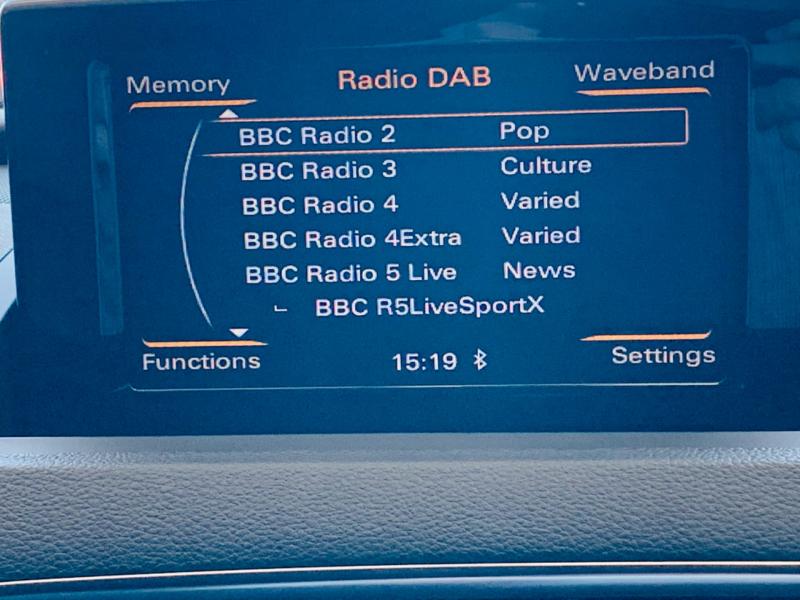 Memory Radio DAB Waveband
BBC Radio 2 Pop
BBC Radio 3 Culture
BBC Radio 4 Varied
BBC Radio 4Extra Varied
BBC Radio 5 Live News
BBC R5LiveSportX
Functions 15:19 Settings